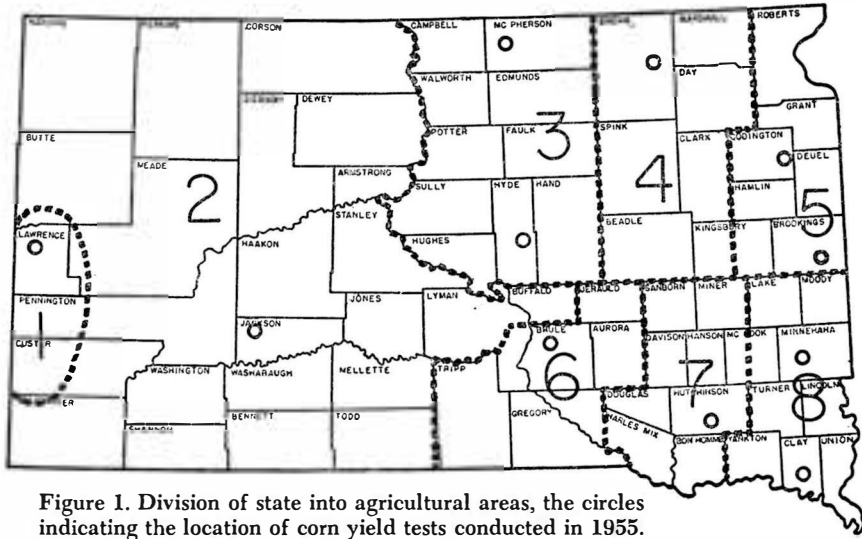 CORSON
CAMPBELL
MC PHERSON
MARSHALL
ROBERTS
WALWORTH
EDMUNDS
DAY
DEWEY
GRANT
BUTTE
POTTER
FAULK
3
SPINK
CLARK
CODINGTON
DEUEL
MEADE
2
ARMSTRONG
SULLY
HYDE
HAND
4
HAMLIN
5
STANLEY
LAWRENCE
HAAKON
HUGHES
BEADLE
KINGSBURY
BROOKINGS
PENNINGTON
JONES
LYMAN
BUFFALO
JERAULD
SANBORN
MINER
LAKE
MOODY
1
JACKSON
BRULE
AURORA
DAVISON
HANSON
MC COOK
MINNEHAHA
CUSTER
WASHINGTON
WASHABAUGH
MELLETTE
TRIPP
6
7
DOUGLAS
HUTCHINSON
TURNER
LINCOLN
8
SHANNON
BENNETT
TODD
GREGORY
CHARLES MIX
BON HOMME
YANKTON
CLAY
UNION
Figure 1. Division of state into agricultural areas, the circles
indicating the location of corn yield tests conducted in 1955.